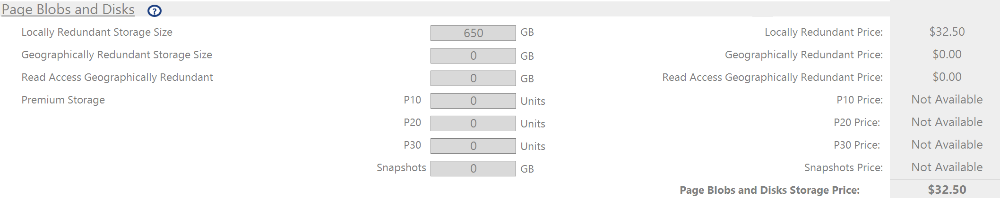 Page Blobs and Disks ?
Locally Redundant Storage Size 650 GB Locally Redundant Price: $32.50
Geographically Redundant Storage Size 0 GB Geographically Redundant Price: $0.00
Read Access Geographically Redundant 0 GB Read Access Geographically Redundant Price: $0.00
Premium Storage P10 0 Units P10 Price: Not Available
P20 0 Units P20 Price: Not Available
P30 0 Units P30 Price: Not Available
Snapshots 0 GB Snapshots Price: Not Available
Page Blobs and Disks Storage Price: $32.50